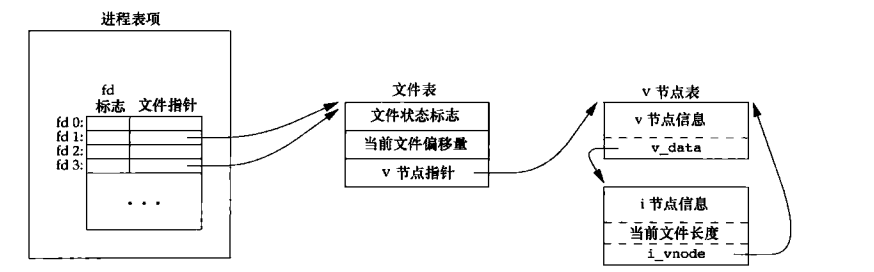 进程表项
fd
标志 文件指针
fd 0:
fd 1:
fd 2:
fd 3:
...
文件表
文件状态标志
当前文件偏移量
v 节点指针
v 节点表
v 节点信息
v_data
i 节点信息
当前文件长度
i_vnode